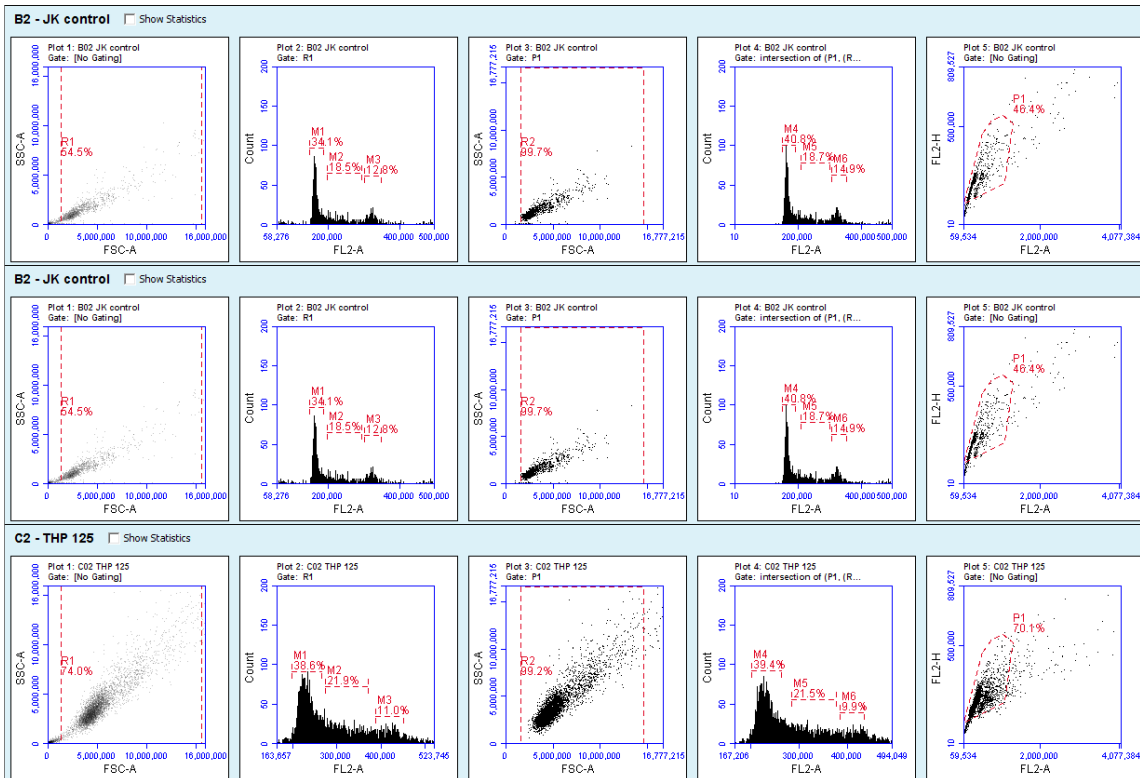 B2 - JK control Show Statistics
Plot 1: B02 JK control
Gate: [No Gating]
SSC-A
16,000,000
10,000,000
5,000,000
0
R1
54.5%
0 5,000,000 10,000,000 16,000,000
FSC-A
Plot 2: B02 JK control
Gate: R1
Count
200
150
100
50
0
M1
34.1%
M2
18.5%
M3
12.8%
58,276 200,000 400,000 500,000
FL2-A
Plot 3: B02 JK control
Gate: P1
SSC-A
16,777,215
10,000,000
5,000,000
0
R2
99.7%
0 5,000,000 10,000,000 16,777,215
FSC-A
Plot 4: B02 JK control
Gate: intersection of (P1, (R...
Count
200
150
100
50
0
M4
40.8%
M5
18.7%
M6
14.9%
10 200,000 400,000 500,000
FL2-A
Plot 5: B02 JK control
Gate: [No Gating]
FL2-H
809,527
500,000
10
P1
46.4%
59,534 2,000,000 4,077,384
FL2-A
B2 - JK control Show Statistics
Plot 1: B02 JK control
Gate: [No Gating]
SSC-A
16,000,000
10,000,000
5,000,000
0
R1
54.5%
0 5,000,000 10,000,000 16,000,000
FSC-A
Plot 2: B02 JK control
Gate: R1
Count
200
150
100
50
0
M1
34.1%
M2
18.5%
M3
12.8%
58,276 200,000 400,000 500,000
FL2-A
Plot 3: B02 JK control
Gate: P1
SSC-A
16,777,215
10,000,000
5,000,000
0
R2
99.7%
0 5,000,000 10,000,000 16,777,215
FSC-A
Plot 4: B02 JK control
Gate: intersection of (P1, (R...
Count
200
150
100
50
0
M4
40.8%
M5
18.7%
M6
14.9%
10 200,000 400,000 500,000
FL2-A
Plot 5: B02 JK control
Gate: [No Gating]
FL2-H
809,527
500,000
10
P1
46.4%
59,534 2,000,000 4,077,384
FL2-A
C2 - THP 125 Show Statistics
Plot 1: C02 THP 125
Gate: [No Gating]
SSC-A
16,000,000
10,000,000
5,000,000
0
R1
74.0%
0 5,000,000 10,000,000 16,000,000
FSC-A
Plot 2: C02 THP 125
Gate: R1
Count
200
150
100
50
0
M1
38.6%
M2
21.9%
M3
11.0%
163,657 300,000 400,000 523,745
FL2-A
Plot 3: C02 THP 125
Gate: P1
SSC-A
16,777,215
10,000,000
5,000,000
0
R2
99.2%
0 5,000,000 10,000,000 16,777,215
FSC-A
Plot 4: C02 THP 125
Gate: intersection of (P1, (R...
Count
200
150
100
50
0
M4
39.4%
M5
21.5%
M6
9.9%
167,206 300,000 400,000 494,049
FL2-A
Plot 5: C02 THP 125
Gate: [No Gating]
FL2-H
809,527
500,000
10
P1
70.1%
59,534 2,000,000 4,077,384
FL2-A